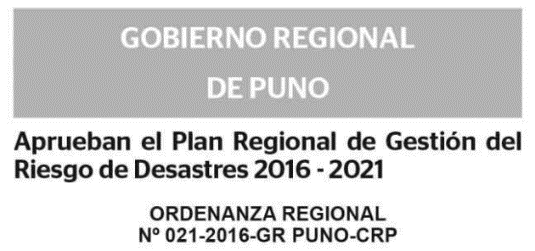 GOBIERNO REGIONAL
DE PUNO
Aprueban el Plan Regional de Gestión del
Riesgo de Desastres 2016 - 2021
ORDENANZA REGIONAL
Nº 021-2016-GR PUNO-CRP